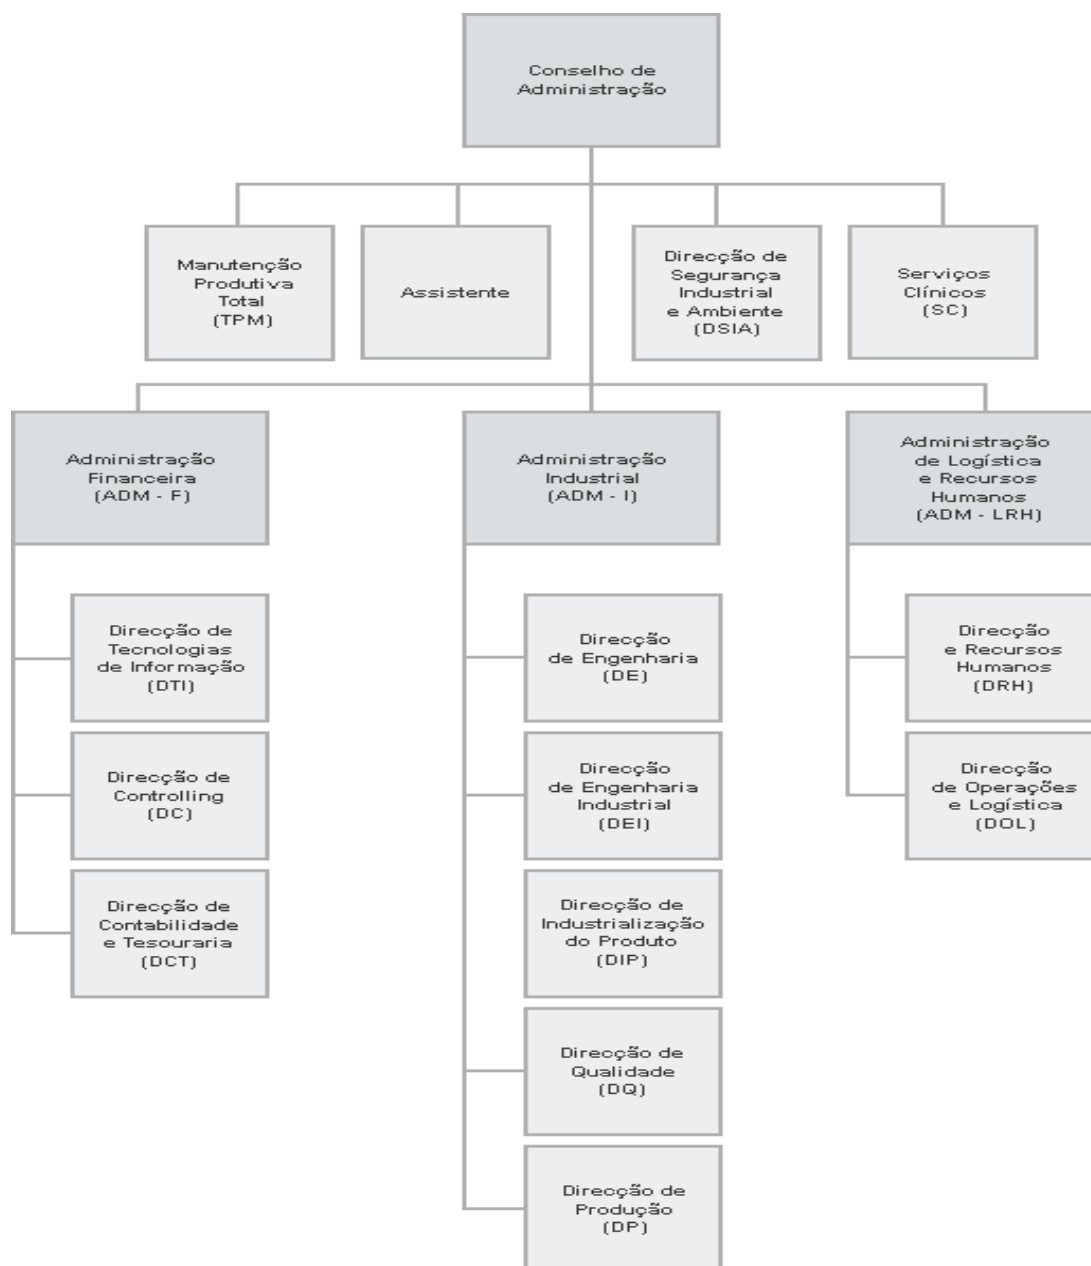 Conselho de
Administração
Manutenção
Produtiva
Total
(TPM)
Assistente
Direcção de
Segurança
Industrial
e Ambiente
(DSIA)
Serviços
Clínicos
(SC)
Administração
Financeira
(ADM - F)
Administração
Industrial
(ADM - I)
Administração
de Logística
e Recursos
Humanos
(ADM - LRH)
Direcção de
Tecnologias
de Informação
(DTI)
Direcção
de Engenharia
(DE)
Direcção
e Recursos
Humanos
(DRH)
Direcção de
Controlling
(DC)
Direcção
de Engenharia
Industrial
(DEI)
Direcção
de Operações
e Logística
(DOL)
Direcção de
Contabilidade
e Tesouraria
(DCT)
Direcção de
Industrialização
do Produto
(DIP)
Direcção de
Qualidade
(DQ)
Direcção de
Produção
(DP)